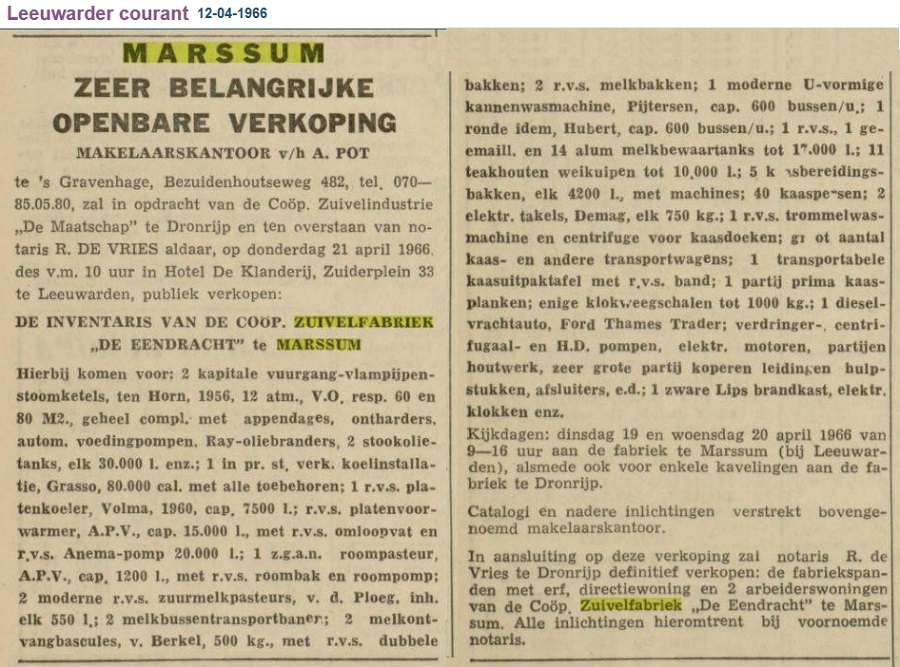 Leeuwarder courant 12-04-1966
MARSSUM
ZEER BELANGRIJKE
OPENBARE VERKOPING
MAKELAARSKANTOOR v/h A. POT
te 's Gravenhage, Bezuidenhoutseweg 482, tel. 070—
85.05.80, zal in opdracht van de Coöp. Zuivelindustrie
„De Maatschap" te Dronrijp en ten overstaan van no-
taris R. DE VRIES aldaar, op donderdag 21 april 1966,
des v.m. 10 uur in Hotel De Klanderij, Zuiderplein 33
te Leeuwarden, publiek verkopen:
DE INVENTARIS VAN DE COÖP. ZUIVELFABRIEK
„DE EENDRACHT" te MARSSUM
Hierbij komen voor: 2 kapitale vuurgang-vlampijpen-
stoomketels, ten Horn, 1956, 12 atm., V.O. resp. 60 en
80 M2., geheel compl. met appendages, ontharders,
autom. voedingpompen, Ray-oliebranders, 2 stookolie-
tanks, elk 30.000 l. enz.; 1 in pr. st. verk. koelinstalla-
tie, Grasso, 80.000 cal. met alle toebehoren; 1 r.v.s. pla-
tenkoeler, Volma, 1960, cap. 7500 l.; r.v.s. platenvoor-
warmer, A.P.V., cap. 15.000 l., met r.v.s. omloopvat en
r.v.s. Anema-pomp 20.000 l.; 1 z.g.a.n. roompasteur,
A.P.V., cap. 1200 l., met r.v.s. roombak en roompomp;
2 moderne r.v.s. zuurmelkpasteurs, v. d. Ploeg, inh.
elk 550 l.; 2 melkbussentransportbaner; 2 melkont-
vangbascules, v. Berkel, 500 kg., met r.v.s. dubbele
bakken; 2 r.v.s. melkbakken; 1 moderne U-vormige
kannenwasmachine, Pijtersen, cap. 600 bussen/u.; 1
ronde idem, Hubert, cap. 600 bussen/u.; 1 r.v.s., 1 ge-
emaill. en 14 alum melkbewaartanks tot 17.000 l.; 11
teakhouten weikuipen tot 10.000 l.; 5 k asbereidings-
bakken, elk 4200 l., met machines; 40 kaaspersen; 2
elektr. takels, Demag, elk 750 kg.; 1 r.v.s. trommelwas-
machine en centrifuge voor kaasdoeken; gr ot aantal
kaas- en andere transportwagens; 1 transportabele
kaasuitpaktafel met r.v.s. band; 1 partij prima kaas-
planken; enige klokweegschalen tot 1000 kg.; 1 diesel-
vrachtauto, Ford Thames Trader; verdringer-, centri-
fugaal- en H.D. pompen, elektr. motoren, partijen
houtwerk, zeer grote partij koperen leidingen hulp-
stukken, afsluiters, e.d.; 1 zware Lips brandkast, elektr.
klokken enz.
Kijkdagen: dinsdag 19 en woensdag 20 april 1966 van
9—16 uur aan de fabriek te Marssum (bij Leeuwar-
den), alsmede ook voor enkele kavelingen aan de fa-
briek te Dronrijp.
Catalogi en nadere inlichtingen verstrekt bovenge-
noemd makelaarskantoor.
In aansluiting op deze verkoping zal notaris R. de
Vries te Dronrijp definitief verkopen: de fabriekspan-
den met erf, directiewoning en 2 arbeiderswoningen
van de Coöp. Zuivelfabriek „De Eendracht" te Mars-
sum. Alle inlichtingen hieromtrent bij voornoemde
notaris.